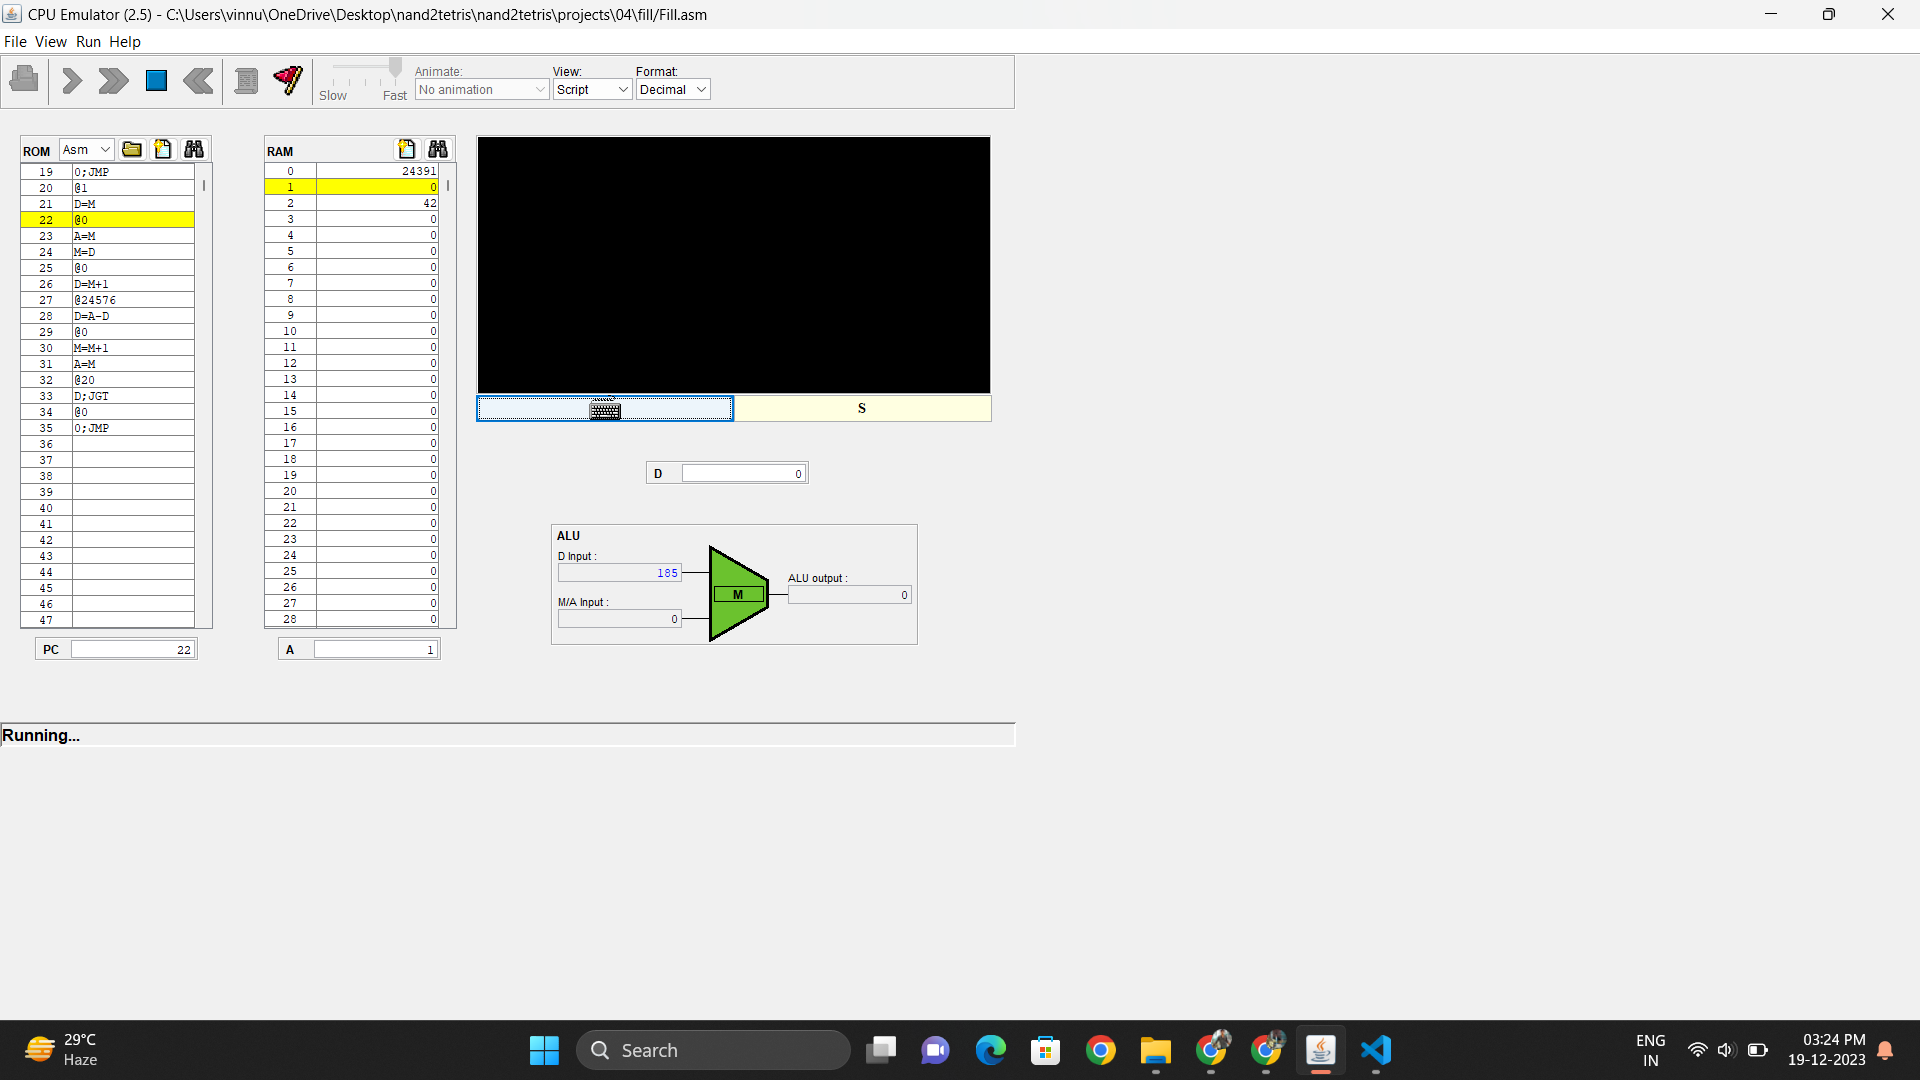 CPU Emulator (2.5) - C:\Users\vinnu\OneDrive\Desktop\nand2tetris\nand2tetris\projects\04\fill/Fill.asm
File View Run Help
Slow Fast
Animate:
No animation
View:
Script
Format:
Decimal
ROM Asm
19 0;JMP
20 @1
21 D=M
22 @0
23 A=M
24 M=D
25 @0
26 D=M+1
27 @24576
28 D=A-D
29 @0
30 M=M+1
31 A=M
32 @20
33 D;JGT
34 @0
35 0;JMP
36
37
38
39
40
41
42
43
44
45
46
47
PC 22
RAM
0 24391
1 0
2 42
3 0
4 0
5 0
6 0
7 0
8 0
9 0
10 0
11 0
12 0
13 0
14 0
15 0
16 0
17 0
18 0
19 0
20 0
21 0
22 0
23 0
24 0
25 0
26 0
27 0
28 0
A 1
S
D 0
ALU
D Input :
185
M/A Input :
0
M
ALU output :
0
Running...
29°C
Haze
Search
ENG
IN
03:24 PM
19-12-2023